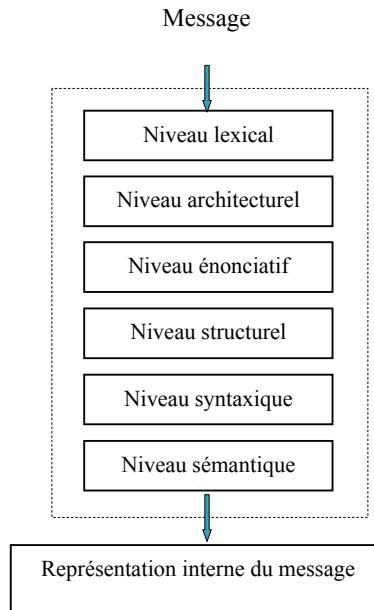 Message
Niveau lexical
Niveau architecturel
Niveau énonciatif
Niveau structurel
Niveau syntaxique
Niveau sémantique
Représentation interne du message